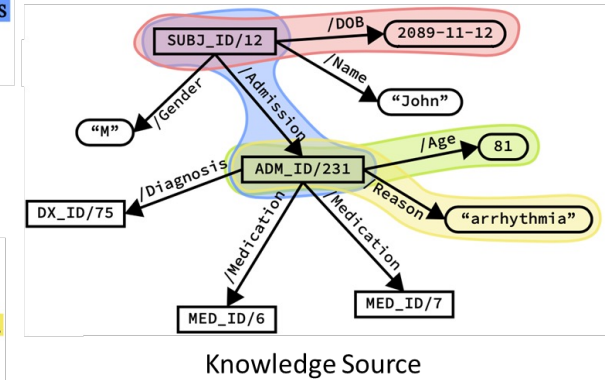 s
/DOB
2089-11-12
SUBJ_ID/12
/Name
"John"
/Gender
"M"
/Admission
/Age
81
ADM_ID/231
/Diagnosis
/Reason
"arrhythmia"
DX_ID/75
/Medication
/Medication
MED_ID/6
MED_ID/7
Knowledge Source